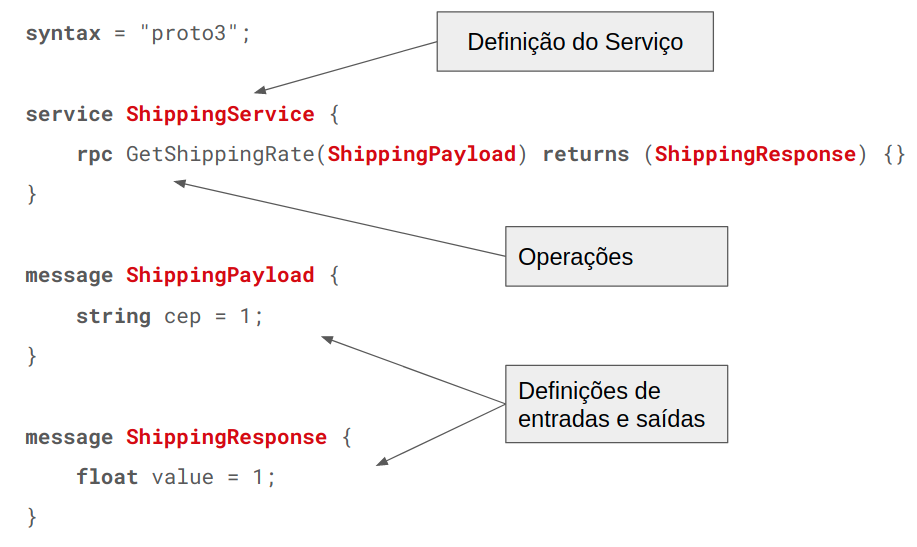 syntax = "proto3";
Definição do Serviço
service ShippingService {
rpc GetShippingRate(ShippingPayload) returns (ShippingResponse) {}
}
Operações
message ShippingPayload {
string cep = 1;
}
Definições de
entradas e saídas
message ShippingResponse {
float value = 1;
}